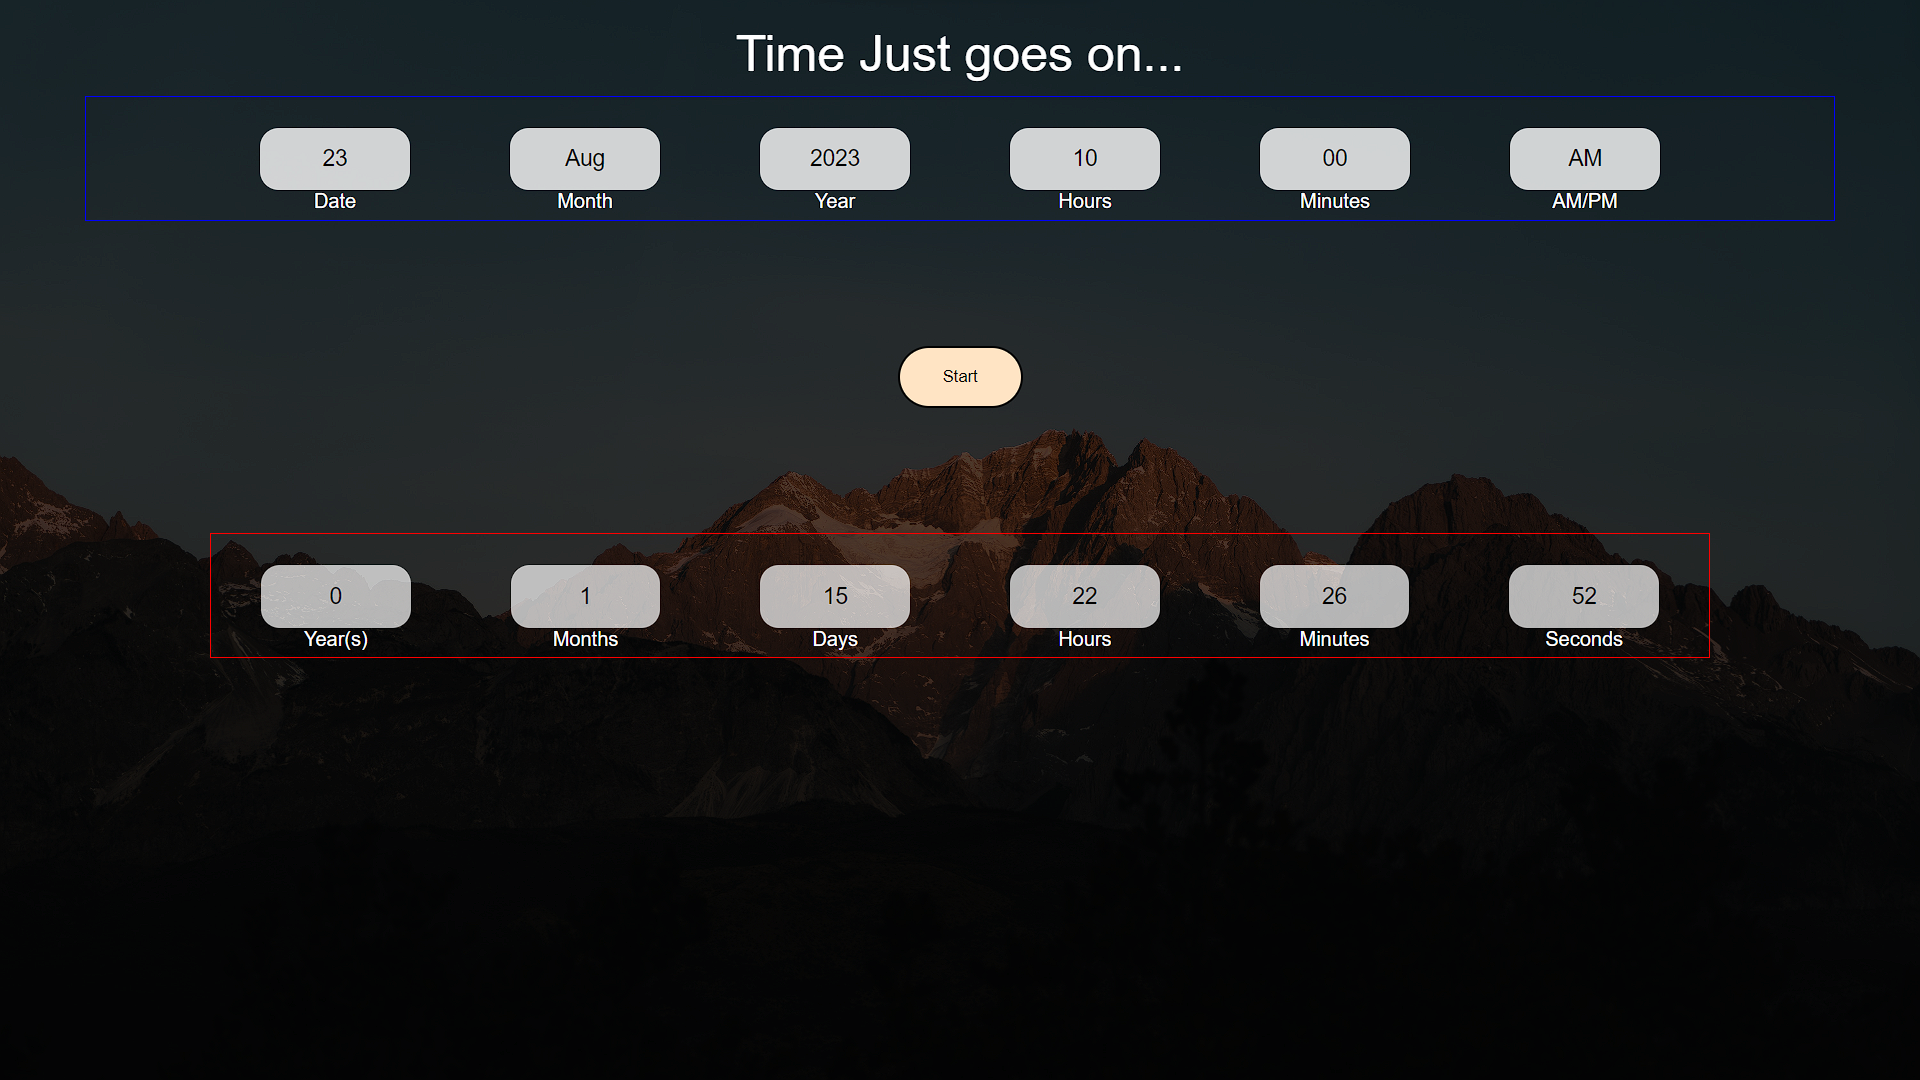 Time Just goes on...
23 Aug 2023 10 00 AM
Date Month Year Hours Minutes AM/PM
Start
0 1 15 22 26 52
Year(s) Months Days Hours Minutes Seconds